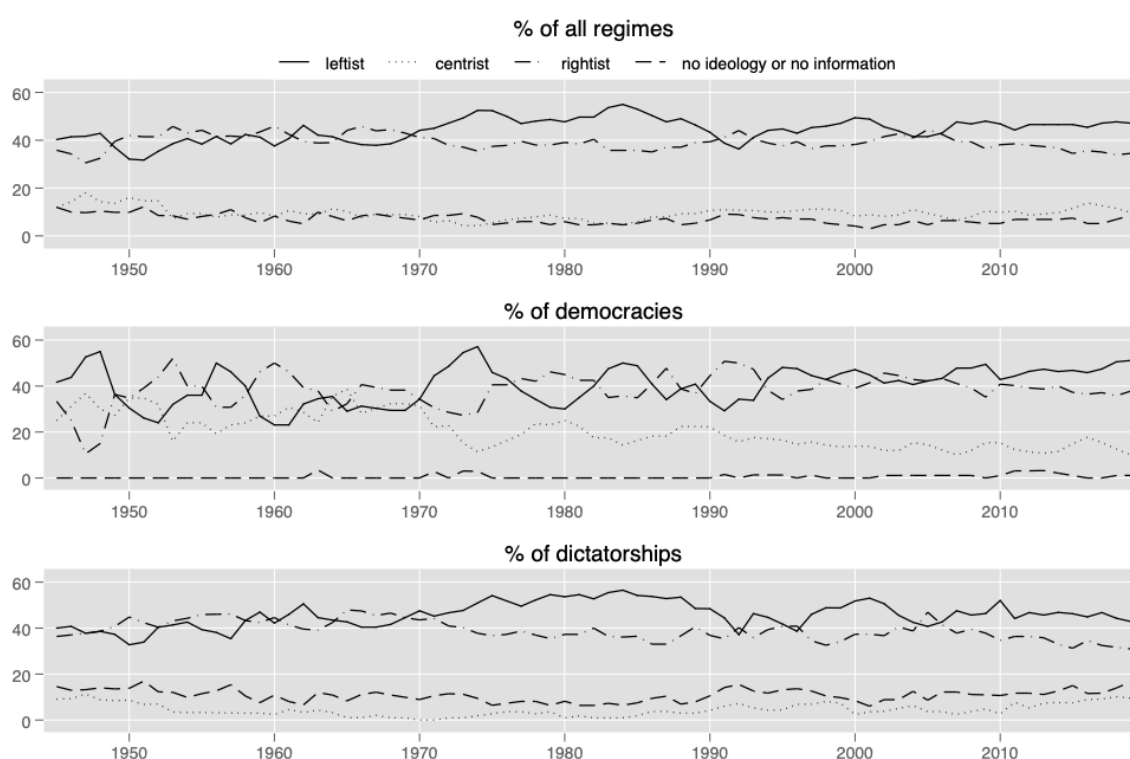 % of all regimes
leftist centrist rightist no ideology or no information
60
40
20
0
1950 1960 1970 1980 1990 2000 2010
% of democracies
60
40
20
0
1950 1960 1970 1980 1990 2000 2010
% of dictatorships
60
40
20
0
1950 1960 1970 1980 1990 2000 2010